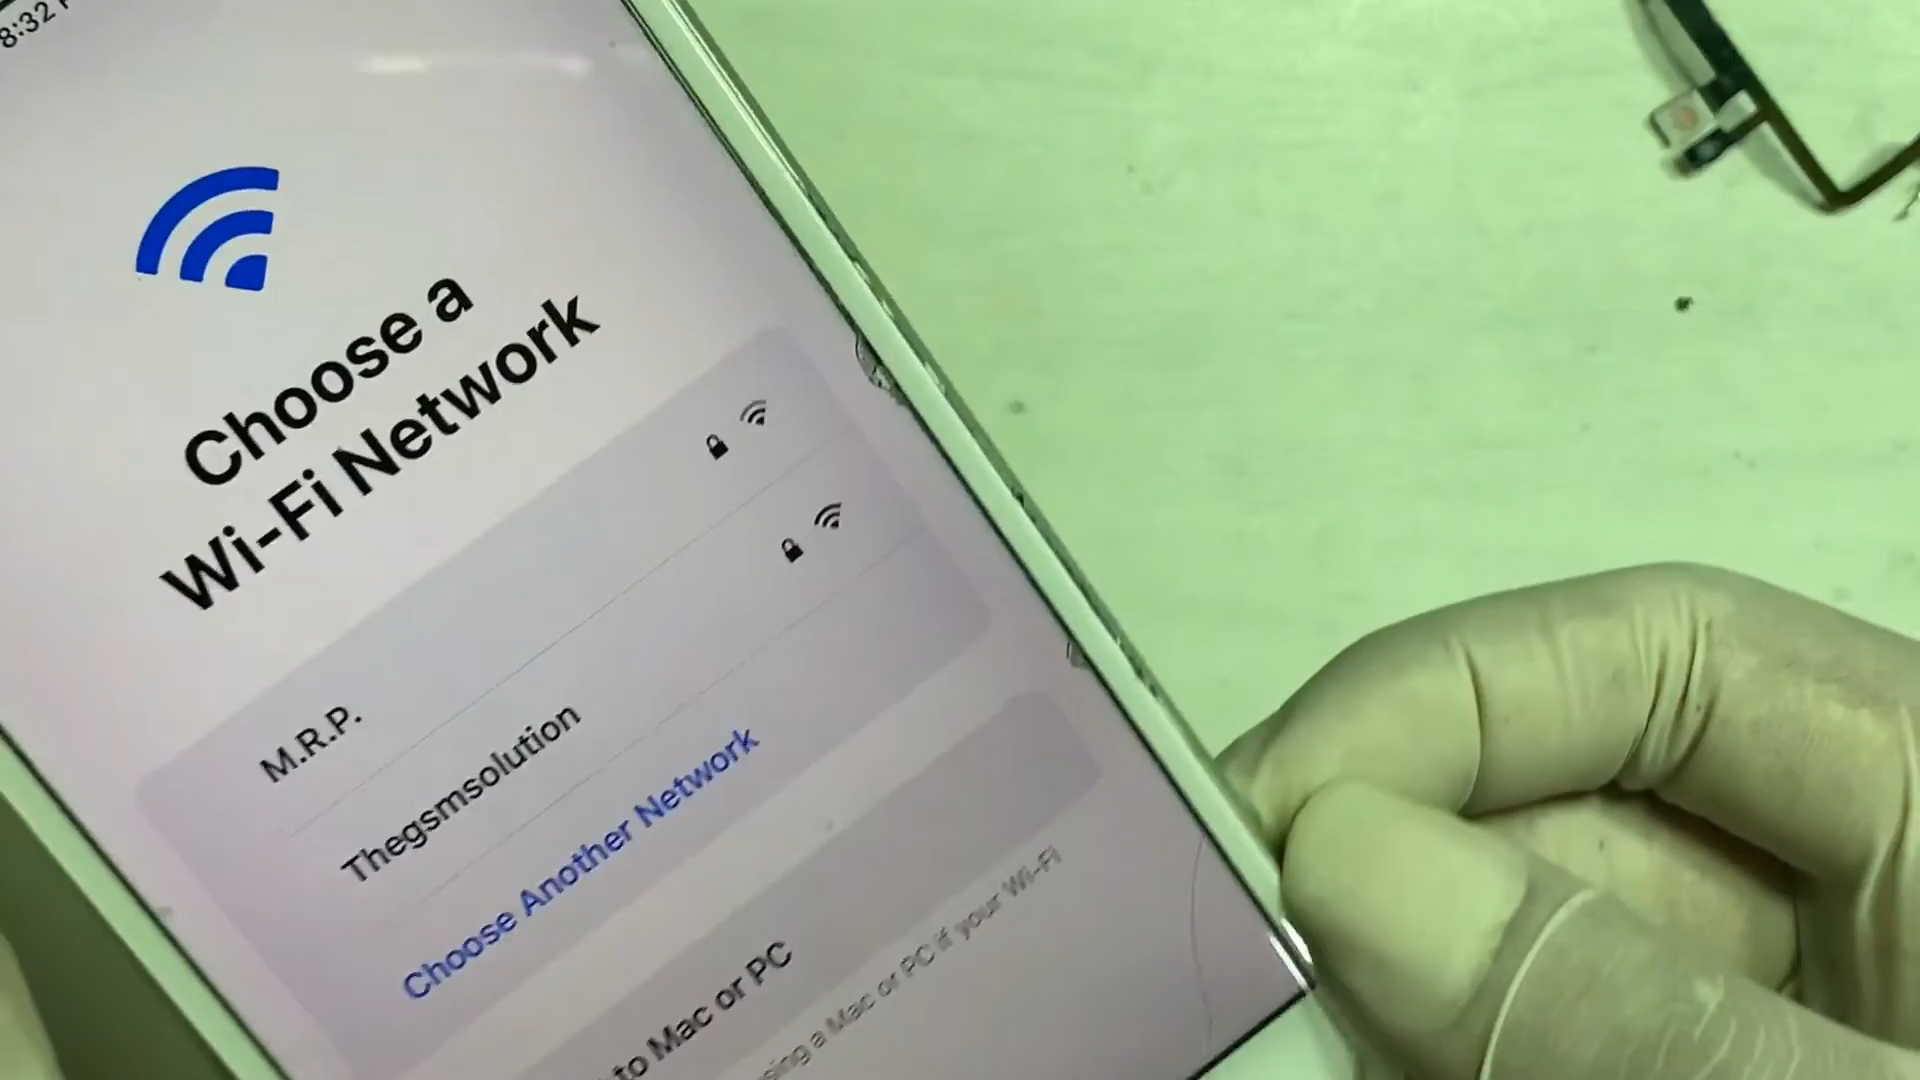 8:32
Choose a
Wi-Fi Network
M.R.P.
Thegsmsolution
Choose Another Network
to Mac or PC
using a Mac or PC if your Wi-Fi